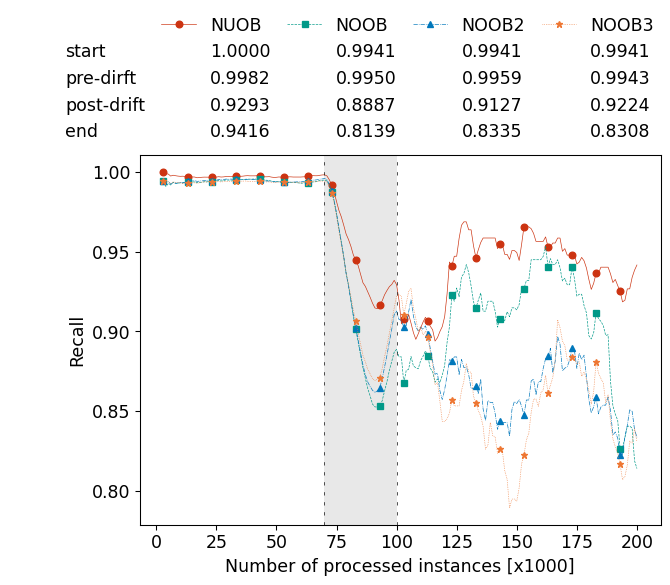 NUOB NOOB NOOB2 NOOB3
start 1.0000 0.9941 0.9941 0.9941
pre-dirft 0.9982 0.9950 0.9959 0.9943
post-drift 0.9293 0.8887 0.9127 0.9224
end 0.9416 0.8139 0.8335 0.8308
1.00
0.95
0.90
0.85
0.80
Recall
0 25 50 75 100 125 150 175 200
Number of processed instances [x1000]